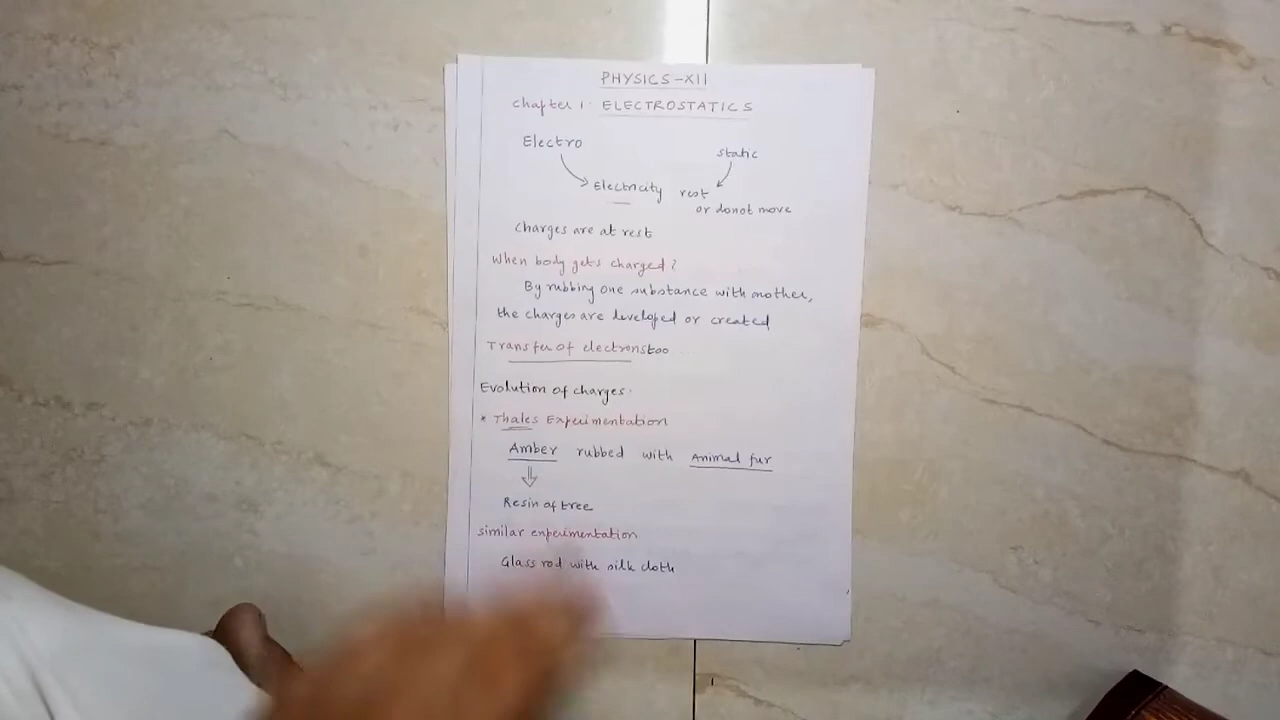 PHYSICS-XII
Chapter 1: ELECTROSTATICS
Electro static
Electricity rest
or donot move
Charges are at rest
When body gets charged?
By rubbing one substance with another,
the charges are developed or created
Transfer of electronstoo
Evolution of charges.
* Thales Experimentation
Amber rubbed with Animal fur
⇓
Resin of tree
similar experimentation
Glass rod with silk cloth